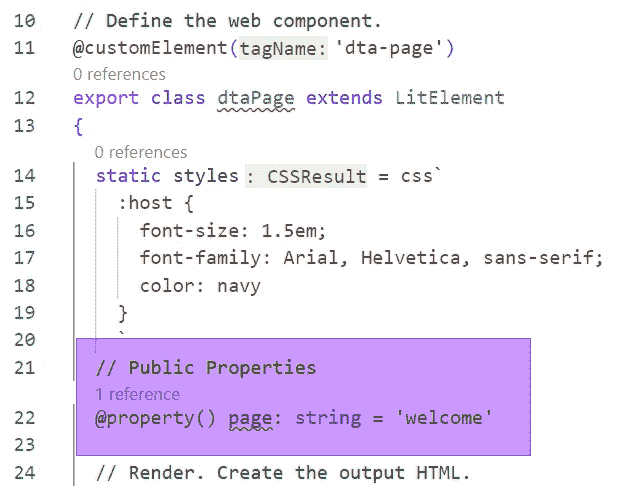 10 // Define the web component.
11 @customElement(tagName: 'dta-page')
0 references
12 export class dtaPage extends LitElement
13 {
0 references
14 static styles : CSSResult = css`
15 :host {
16 font-size: 1.5em;
17 font-family: Arial, Helvetica, sans-serif;
18 color: navy
19 }
20 `
21 // Public Properties
1 reference
22 @property() page: string = 'welcome'
23
24 // Render. Create the output HTML.